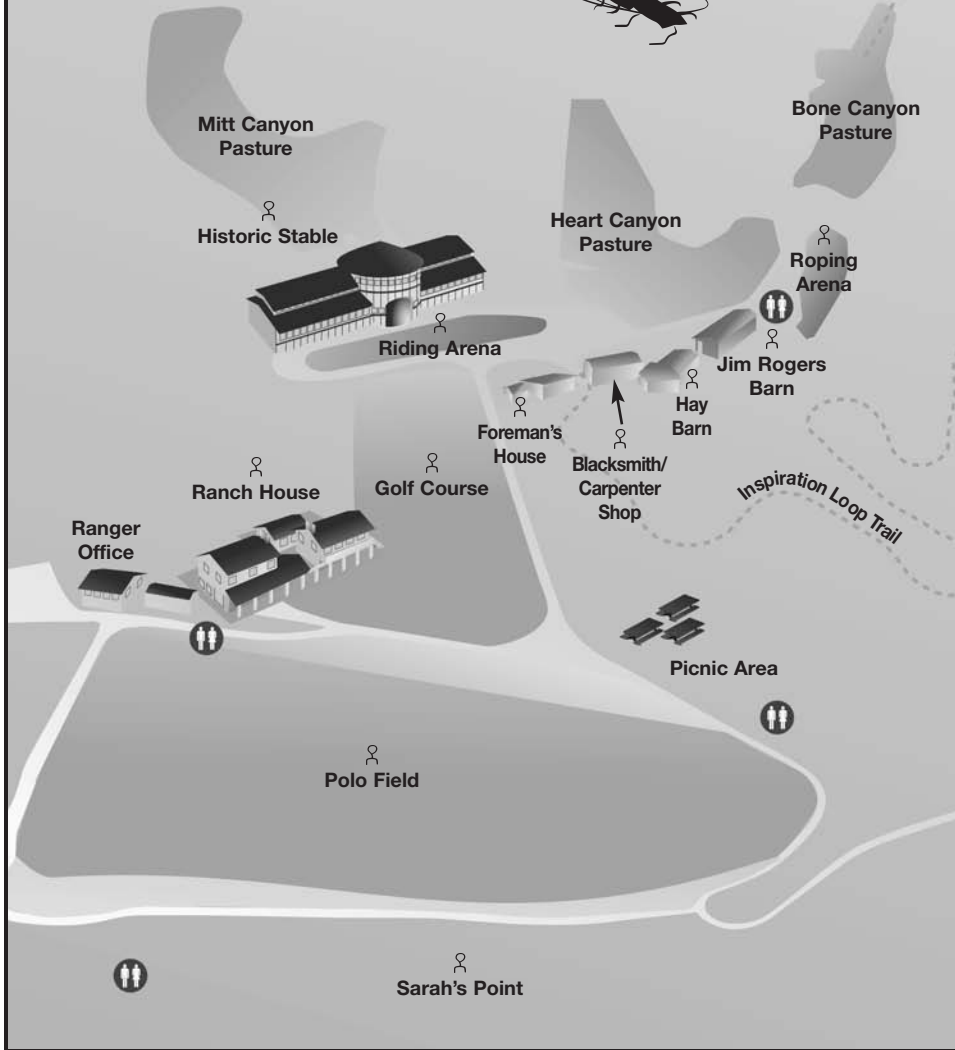 Mitt Canyon
Pasture
Bone Canyon
Pasture
Historic Stable
Heart Canyon
Pasture
Roping
Arena
Riding Arena
Jim Rogers
Barn
Hay
Barn
Foreman's
House
Blacksmith/
Carpenter
Shop
Ranch House
Golf Course
Inspiration Loop Trail
Ranger
Office
Picnic Area
Polo Field
Sarah's Point